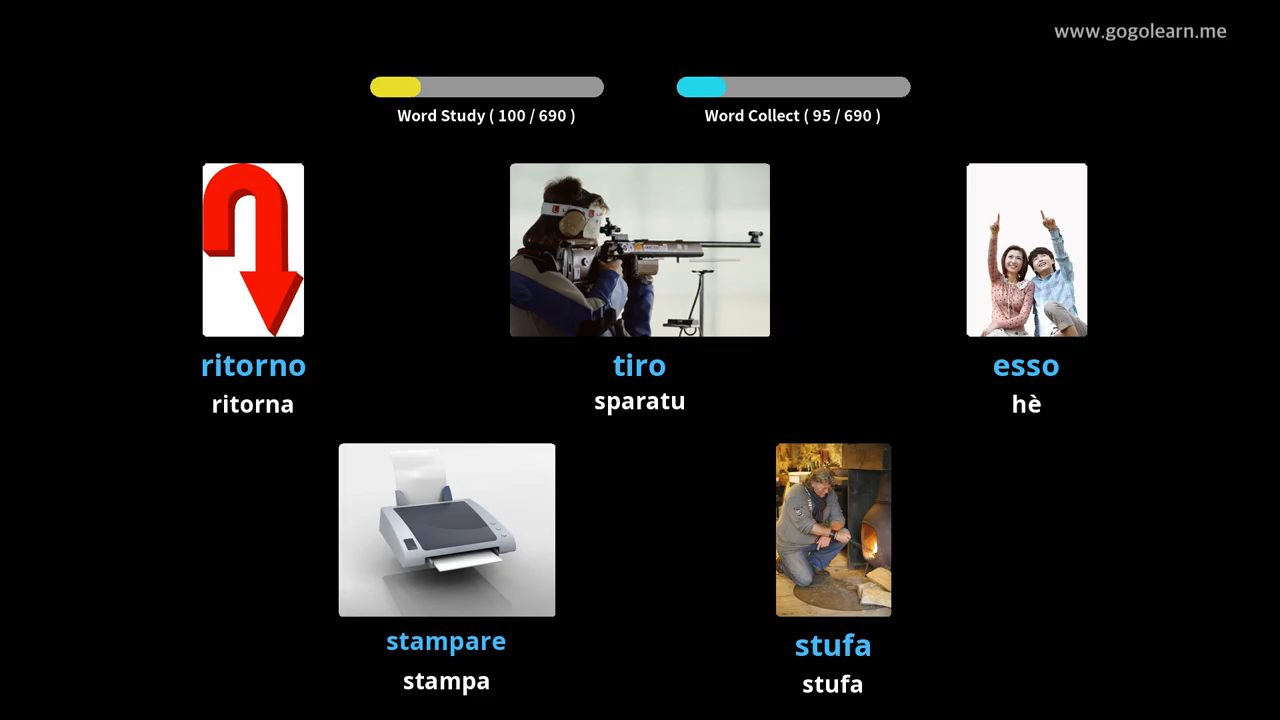 www.gogolearn.me
Word Study ( 100 / 690 )
Word Collect ( 95 / 690 )
ritorno
tiro
esso
ritorna
sparatu
hè
stampare
stufa
stampa
stufa